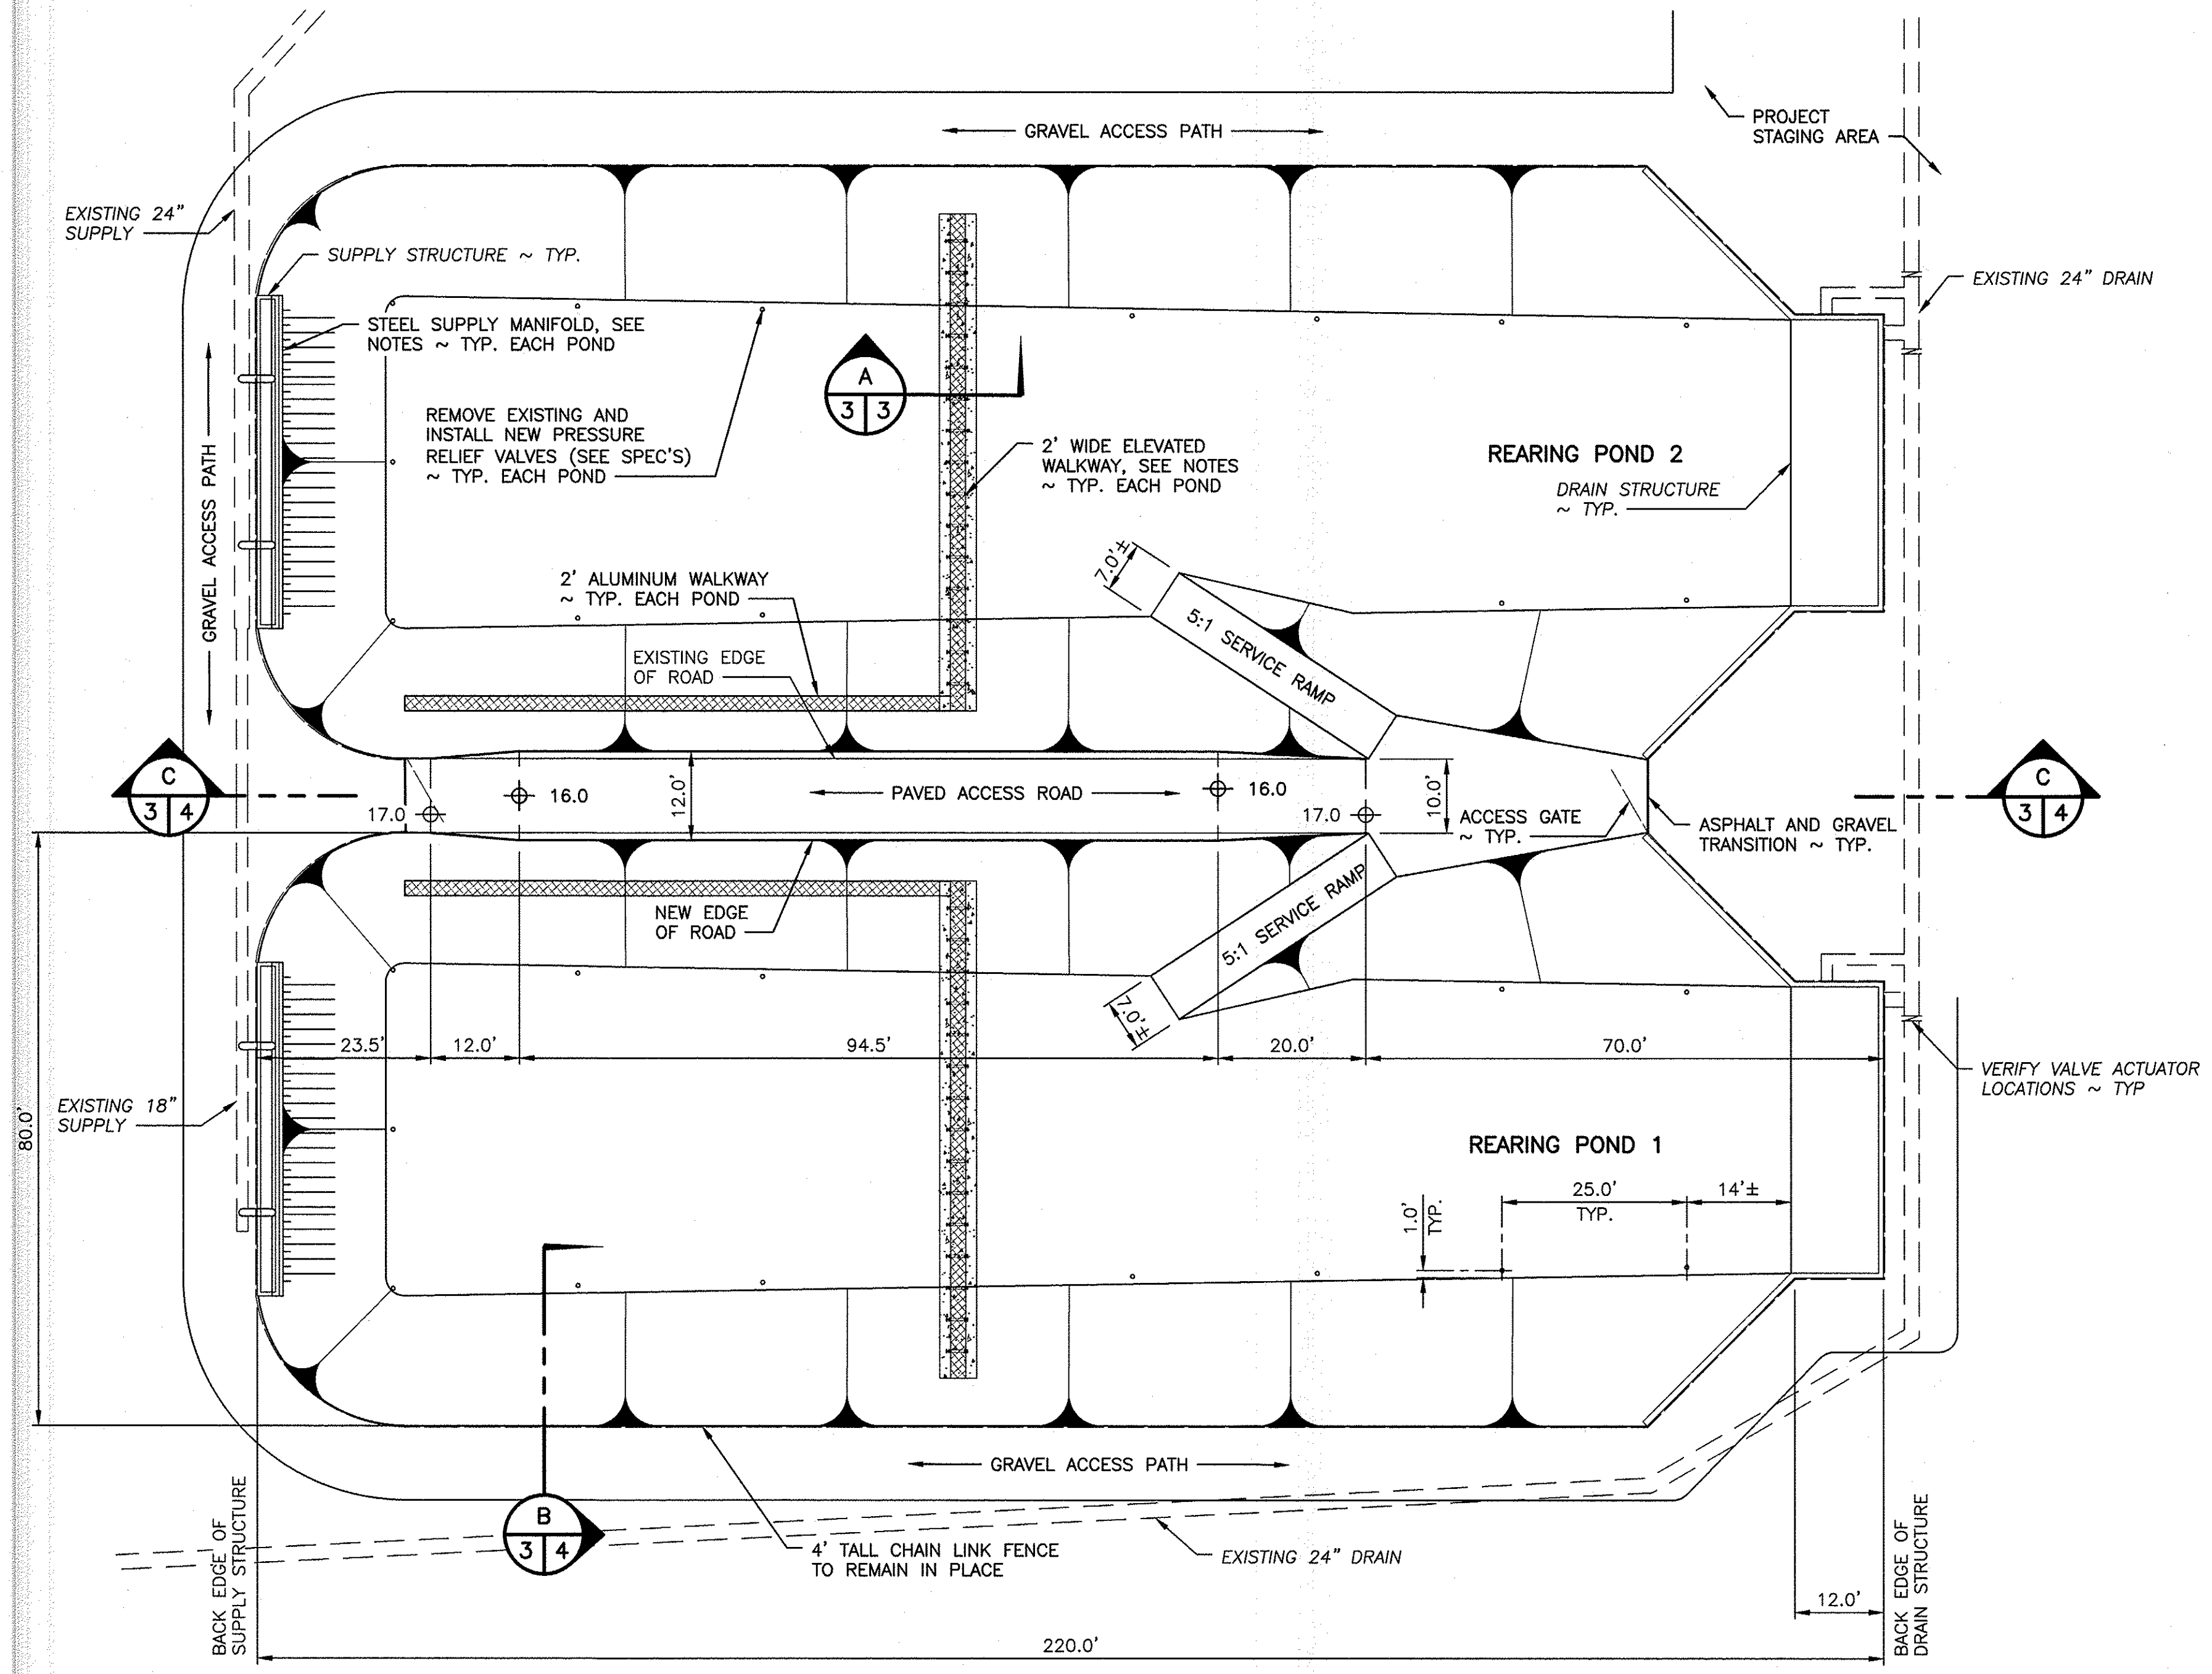 GRAVEL ACCESS PATH
PROJECT
STAGING AREA
EXISTING 24"
SUPPLY
SUPPLY STRUCTURE ~ TYP.
EXISTING 24" DRAIN
STEEL SUPPLY MANIFOLD, SEE
NOTES ~ TYP. EACH POND
A
3 3
REMOVE EXISTING AND
INSTALL NEW PRESSURE
RELIEF VALVES (SEE SPEC'S)
~ TYP. EACH POND
2' WIDE ELEVATED
WALKWAY, SEE NOTES
~ TYP. EACH POND
REARING POND 2
DRAIN STRUCTURE
~ TYP.
GRAVEL ACCESS PATH
7.0'±
2' ALUMINUM WALKWAY
~ TYP. EACH POND
5:1 SERVICE RAMP
EXISTING EDGE
OF ROAD
C
3 4
17.0
16.0
12.0'
PAVED ACCESS ROAD
16.0
17.0
10.0'
ACCESS GATE
~ TYP.
ASPHALT AND GRAVEL
TRANSITION ~ TYP.
C
3 4
NEW EDGE
OF ROAD
5:1 SERVICE RAMP
7.0'±
23.5'
12.0'
94.5'
20.0'
70.0'
VERIFY VALVE ACTUATOR
LOCATIONS ~ TYP
80.0'
EXISTING 18"
SUPPLY
REARING POND 1
1.0'
TYP.
25.0'
TYP.
14'±
GRAVEL ACCESS PATH
B
3 4
4' TALL CHAIN LINK FENCE
TO REMAIN IN PLACE
EXISTING 24" DRAIN
BACK EDGE OF
SUPPLY STRUCTURE
BACK EDGE OF
DRAIN STRUCTURE
12.0'
220.0'